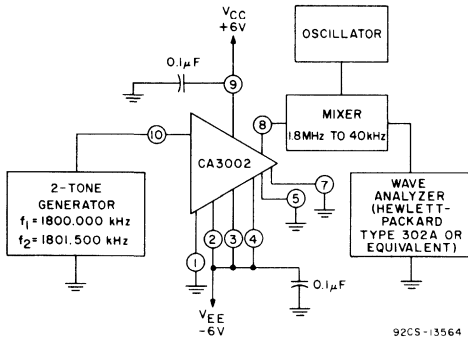 VCC
+6V
OSCILLATOR
0.1µF
9
MIXER
1.8MHz TO 40kHz
8
10
CA3002
7
5
2-TONE
GENERATOR
f1 = 1800.000 kHz
f2 = 1801.500 kHz
WAVE
ANALYZER
(HEWLETT-
PACKARD
TYPE 302A OR
EQUIVALENT)
1
2
3
4
0.1µF
VEE
-6V
92CS-13564